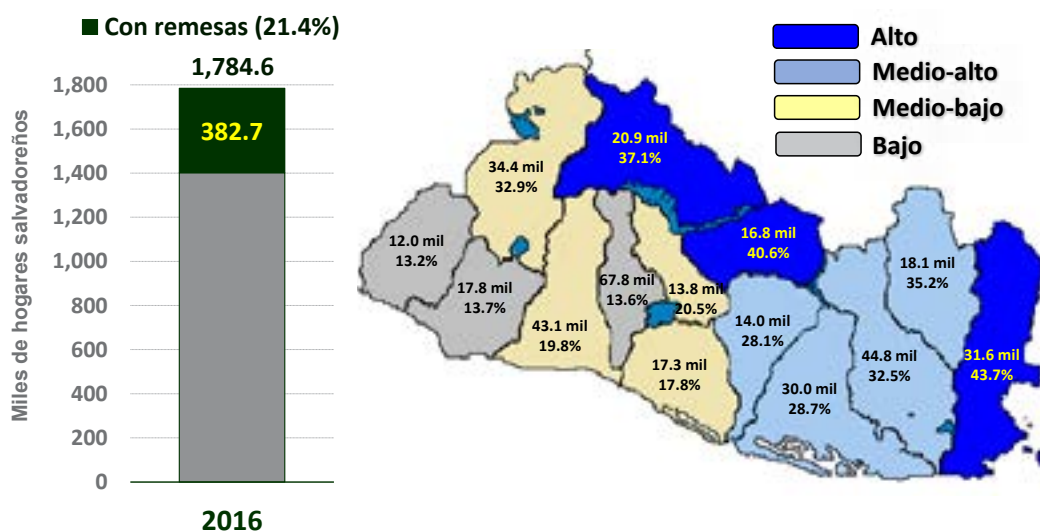 Con remesas (21.4%)
1,784.6
1,800
1,600
1,400
1,200
1,000
800
600
400
200
0
Miles de hogares salvadoreños
382.7
2016
Alto
Medio-alto
Medio-bajo
Bajo
20.9 mil
37.1%
34.4 mil
32.9%
16.8 mil
40.6%
12.0 mil
13.2%
18.1 mil
35.2%
17.8 mil
13.7%
67.8 mil
13.6%
13.8 mil
20.5%
43.1 mil
19.8%
14.0 mil
28.1%
17.3 mil
17.8%
44.8 mil
32.5%
31.6 mil
43.7%
30.0 mil
28.7%